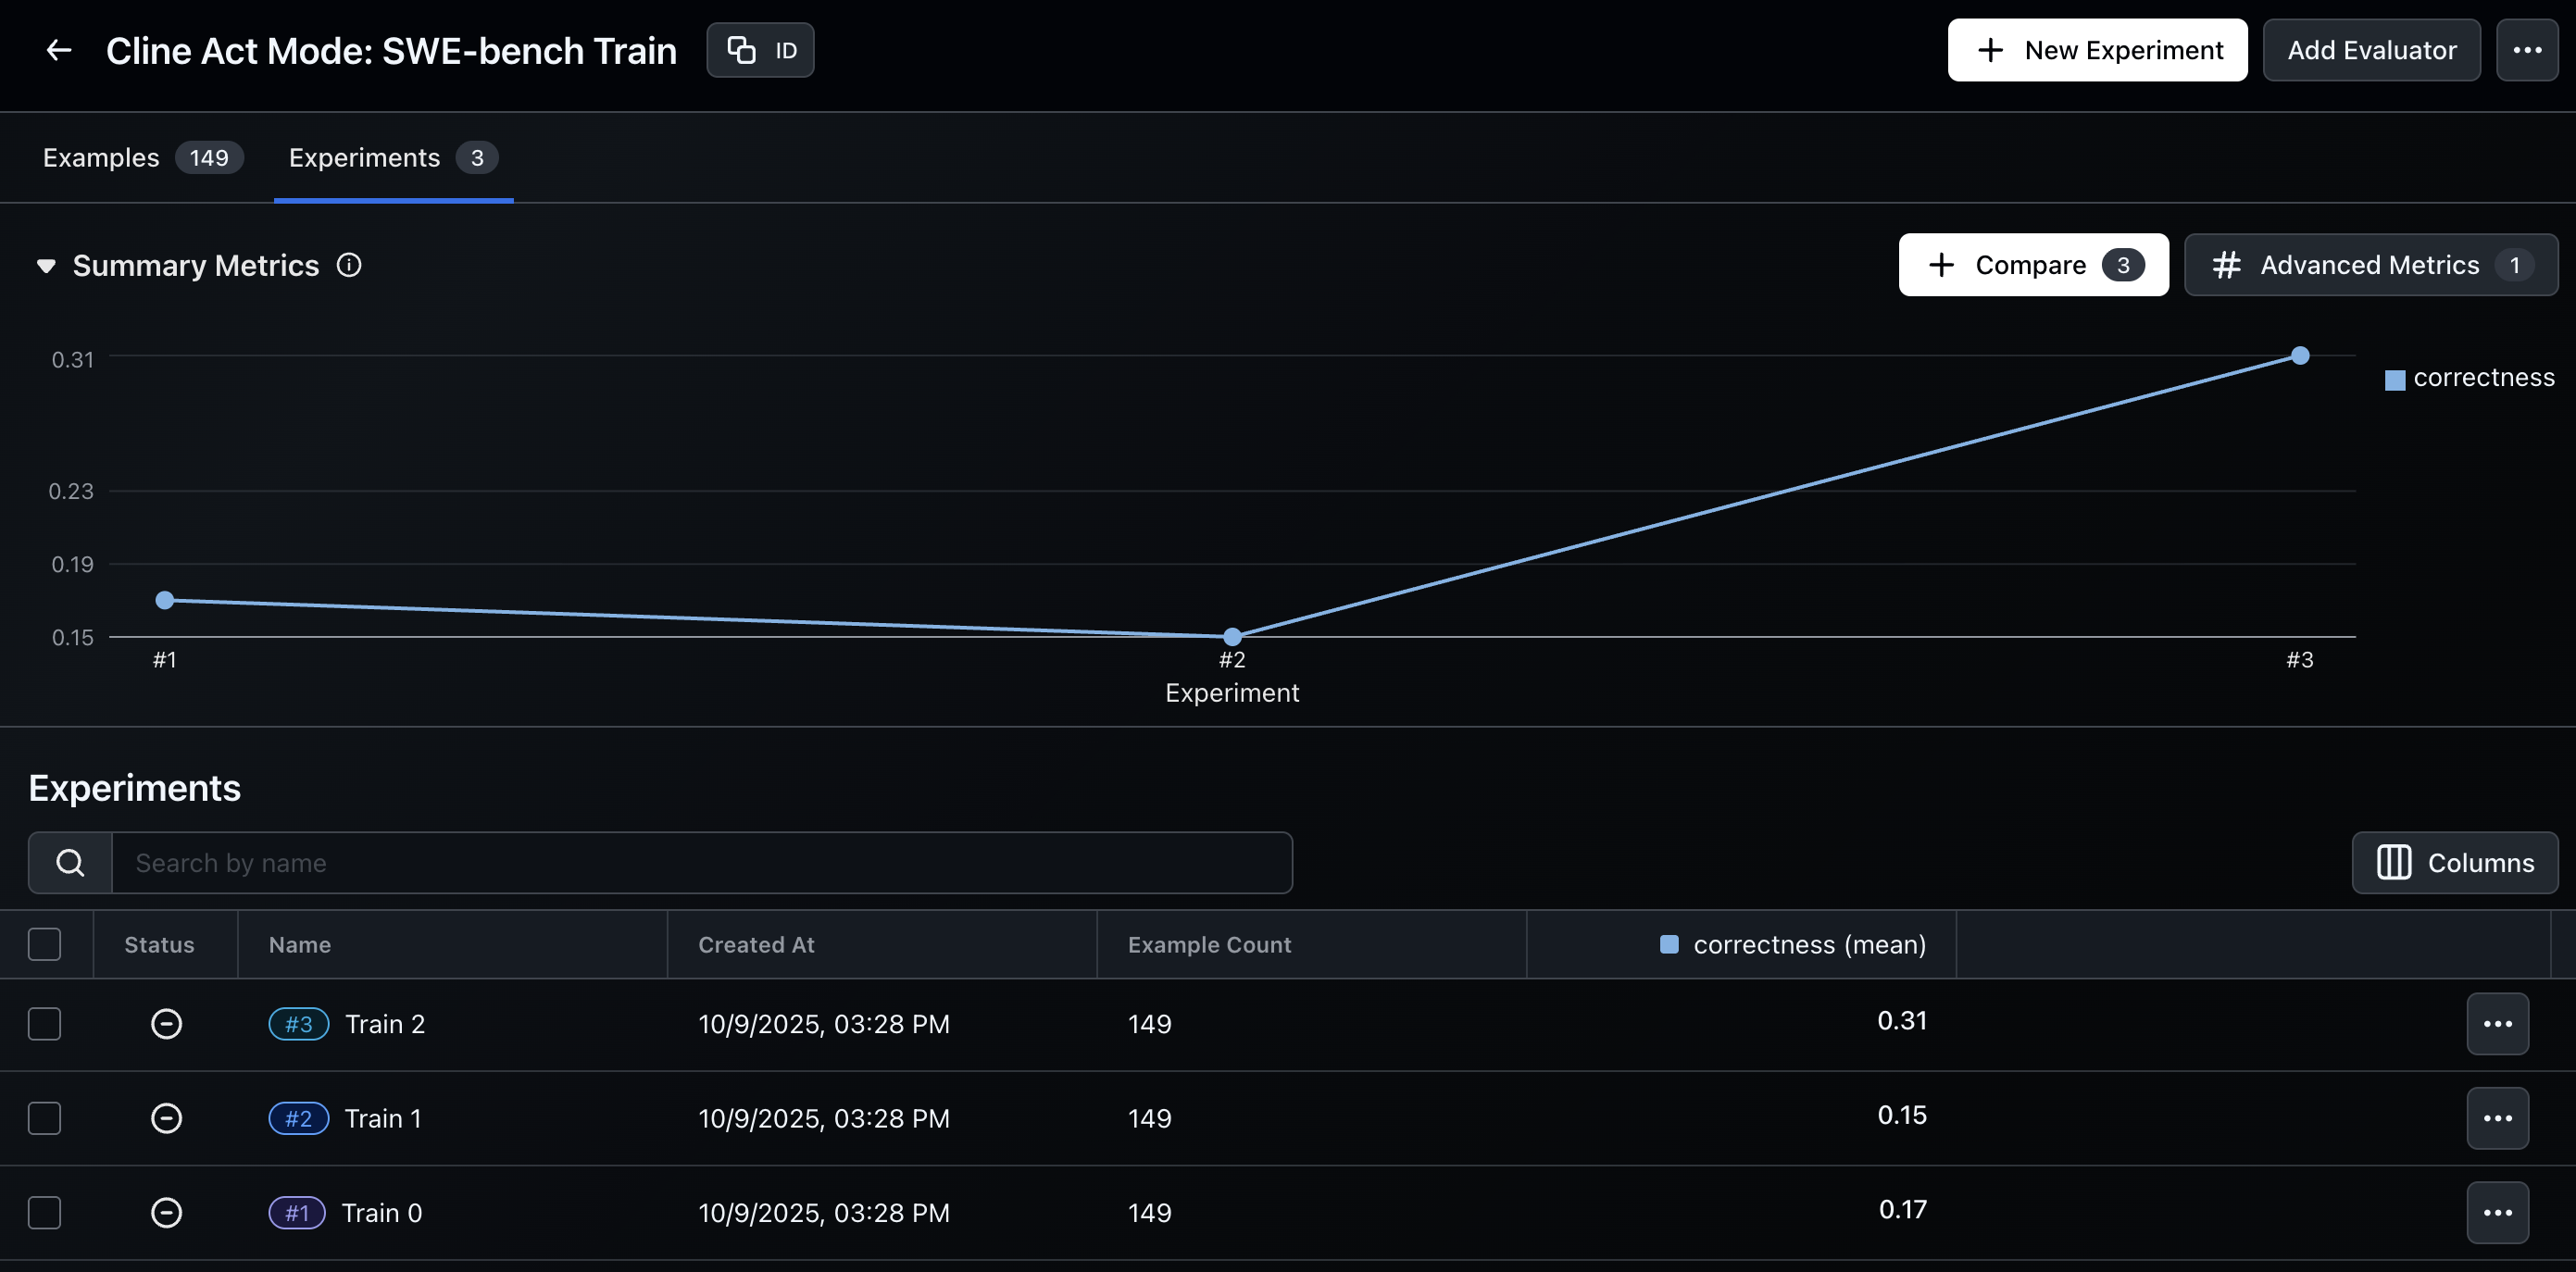 Cline Act Mode: SWE-bench Train ID New Experiment Add Evaluator
Examples 149 Experiments 3
Summary Metrics Compare 3 Advanced Metrics 1
0.31
correctness
0.23
0.19
0.15
#1 #2 #3
Experiment
Experiments
Search by name Columns
Status Name Created At Example Count correctness (mean)
#3 Train 2 10/9/2025, 03:28 PM 149 0.31
#2 Train 1 10/9/2025, 03:28 PM 149 0.15
#1 Train 0 10/9/2025, 03:28 PM 149 0.17